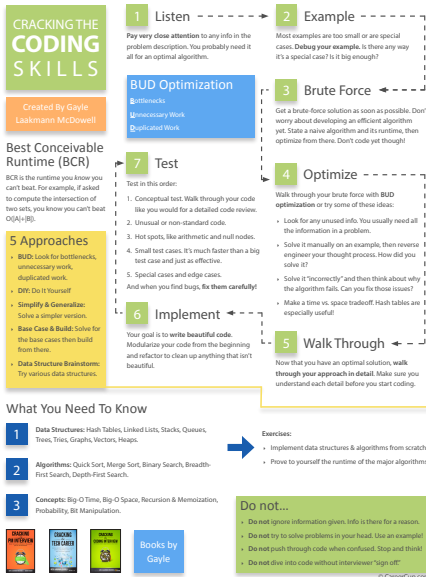 CRACKING THE
CODING
SKILLS
Created By Gayle
Laakmann McDowell
Best Conceivable
Runtime (BCR)
BCR is the runtime you know you
can't beat. For example, if asked
to compute the intersection of
two sets, you know you can't beat
O(|A|+|B|).
5 Approaches
• BUD: Look for bottlenecks,
unnecessary work,
duplicated work.
• DIY: Do It Yourself
• Simplify & Generalize:
Solve a simpler version.
• Base Case & Build: Solve for
the base cases then build
from there.
• Data Structure Brainstorm:
Try various data structures.
1 Listen
Pay very close attention to any info in the
problem description. You probably need it
all for an optimal algorithm.
BUD Optimization
Bottlenecks
Unnecessary Work
Duplicated Work
2 Example
Most examples are too small or are special
cases. Debug your example. Is there any way
it's a special case? Is it big enough?
3 Brute Force
Get a brute-force solution as soon as possible. Don'
worry about developing an efficient algorithm
yet. State a naive algorithm and its runtime, then
optimize from there. Don't code yet though!
4 Optimize
Walk through your brute force with BUD
optimization or try some of these ideas:
• Look for any unused info. You usually need all
the information in a problem.
• Solve it manually on an example, then reverse
engineer your thought process. How did you
solve it?
• Solve it "incorrectly" and then think about why
the algorithm fails. Can you fix those issues?
• Make a time vs. space tradeoff. Hash tables are
especially useful!
5 Walk Through
Now that you have an optimal solution, walk
through your approach in detail. Make sure you
understand each detail before you start coding.
6 Implement
Your goal is to write beautiful code.
Modularize your code from the beginning
and refactor to clean up anything that isn't
beautiful.
7 Test
Test in this order:
1. Conceptual test. Walk through your code
like you would for a detailed code review.
2. Unusual or non-standard code.
3. Hot spots, like arithmetic and null nodes.
4. Small test cases. It's much faster than a big
test case and just as effective.
5. Special cases and edge cases.
And when you find bugs, fix them carefully!
What You Need To Know
1 Data Structures: Hash Tables, Linked Lists, Stacks, Queues,
Trees, Tries, Graphs, Vectors, Heaps.
2 Algorithms: Quick Sort, Merge Sort, Binary Search, Breadth-
First Search, Depth-First Search.
3 Concepts: Big-O Time, Big-O Space, Recursion & Memoization,
Probability, Bit Manipulation.
Exercises:
• Implement data structures & algorithms from scratch
• Prove to yourself the runtime of the major algorithms
Do not...
• Do not ignore information given. Info is there for a reason.
• Do not try to solve problems in your head. Use an example!
• Do not push through code when confused. Stop and think!
• Do not dive into code without interviewer "sign off."
CRACKING
PM INTERVIEW
CRACKING
TECH CAREER
CRACKING
Books by
Gayle